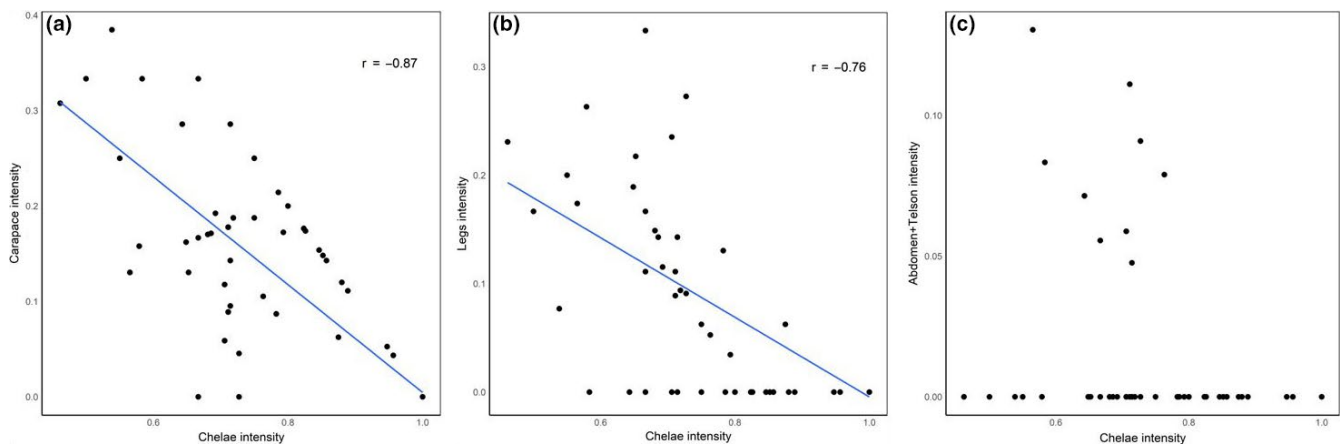 (a)
r = −0.87
0.4
0.3
0.2
0.1
0.0
Carapace intensity
0.6
0.8
1.0
Chelae intensity
(b)
r = −0.76
0.3
0.2
0.1
0.0
Legs intensity
0.6
0.8
1.0
Chelae intensity
(c)
0.10
0.05
0.00
Abdomen+Telson intensity
0.6
0.8
1.0
Chelae intensity